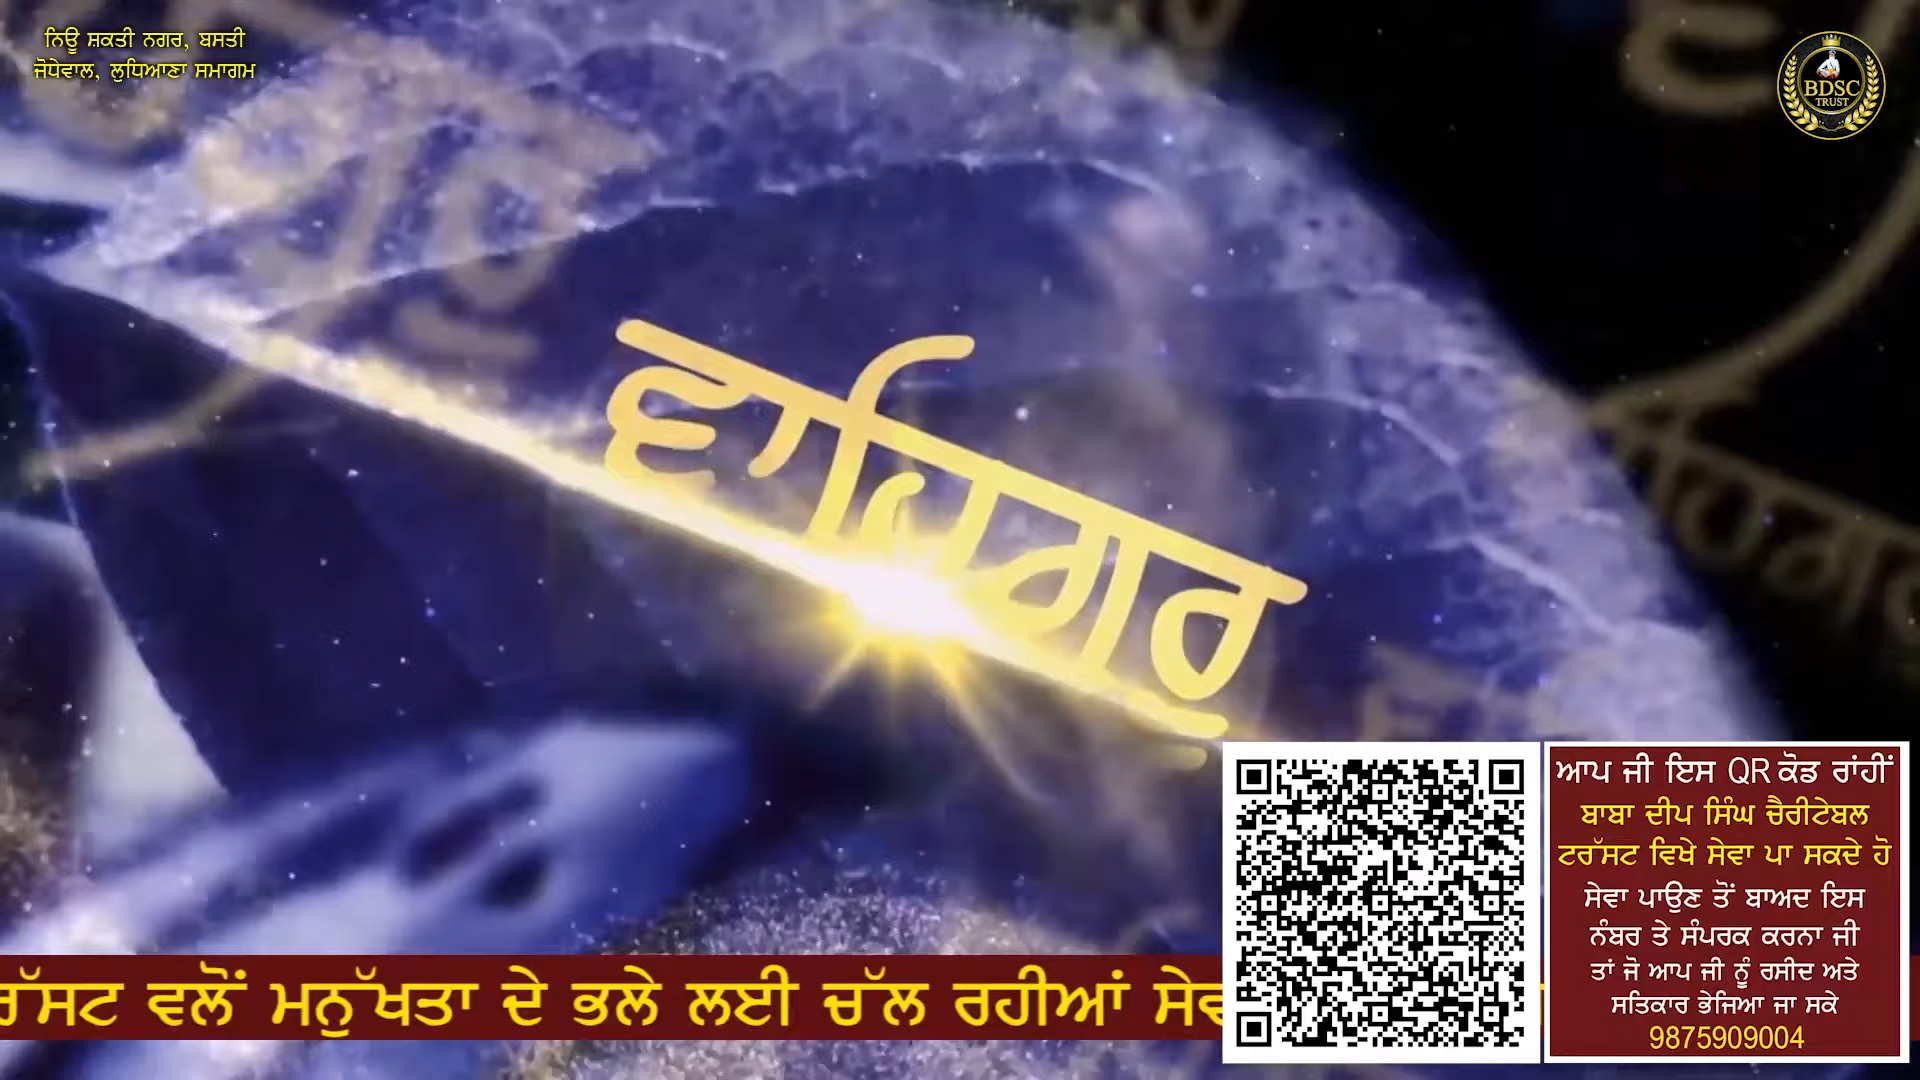 ਨਿਊ ਸ਼ਕਤੀ ਨਗਰ, ਬਸਤੀ
ਜੋਧੇਵਾਲ, ਲੁਧਿਆਣਾ ਸਮਾਗਮ
BDSC
TRUST
ਵਾਹਿਗੁਰੂ
ਆਪ ਜੀ ਇਸ QR ਕੋਡ ਰਾਂਹੀਂ
ਬਾਬਾ ਦੀਪ ਸਿੰਘ ਚੈਰੀਟੇਬਲ
ਟਰੱਸਟ ਵਿਖੇ ਸੇਵਾ ਪਾ ਸਕਦੇ ਹੋ
ਸੇਵਾ ਪਾਉਣ ਤੋਂ ਬਾਅਦ ਇਸ
ਨੰਬਰ ਤੇ ਸੰਪਰਕ ਕਰਨਾ ਜੀ
ਤਾਂ ਜੋ ਆਪ ਜੀ ਨੂੰ ਰਸੀਦ ਅਤੇ
ਸਤਿਕਾਰ ਭੇਜਿਆ ਜਾ ਸਕੇ
9875909004
ਰੱਸਟ ਵਲੋਂ ਮਨੁੱਖਤਾ ਦੇ ਭਲੇ ਲਈ ਚੱਲ ਰਹੀਆਂ ਸੇਵ